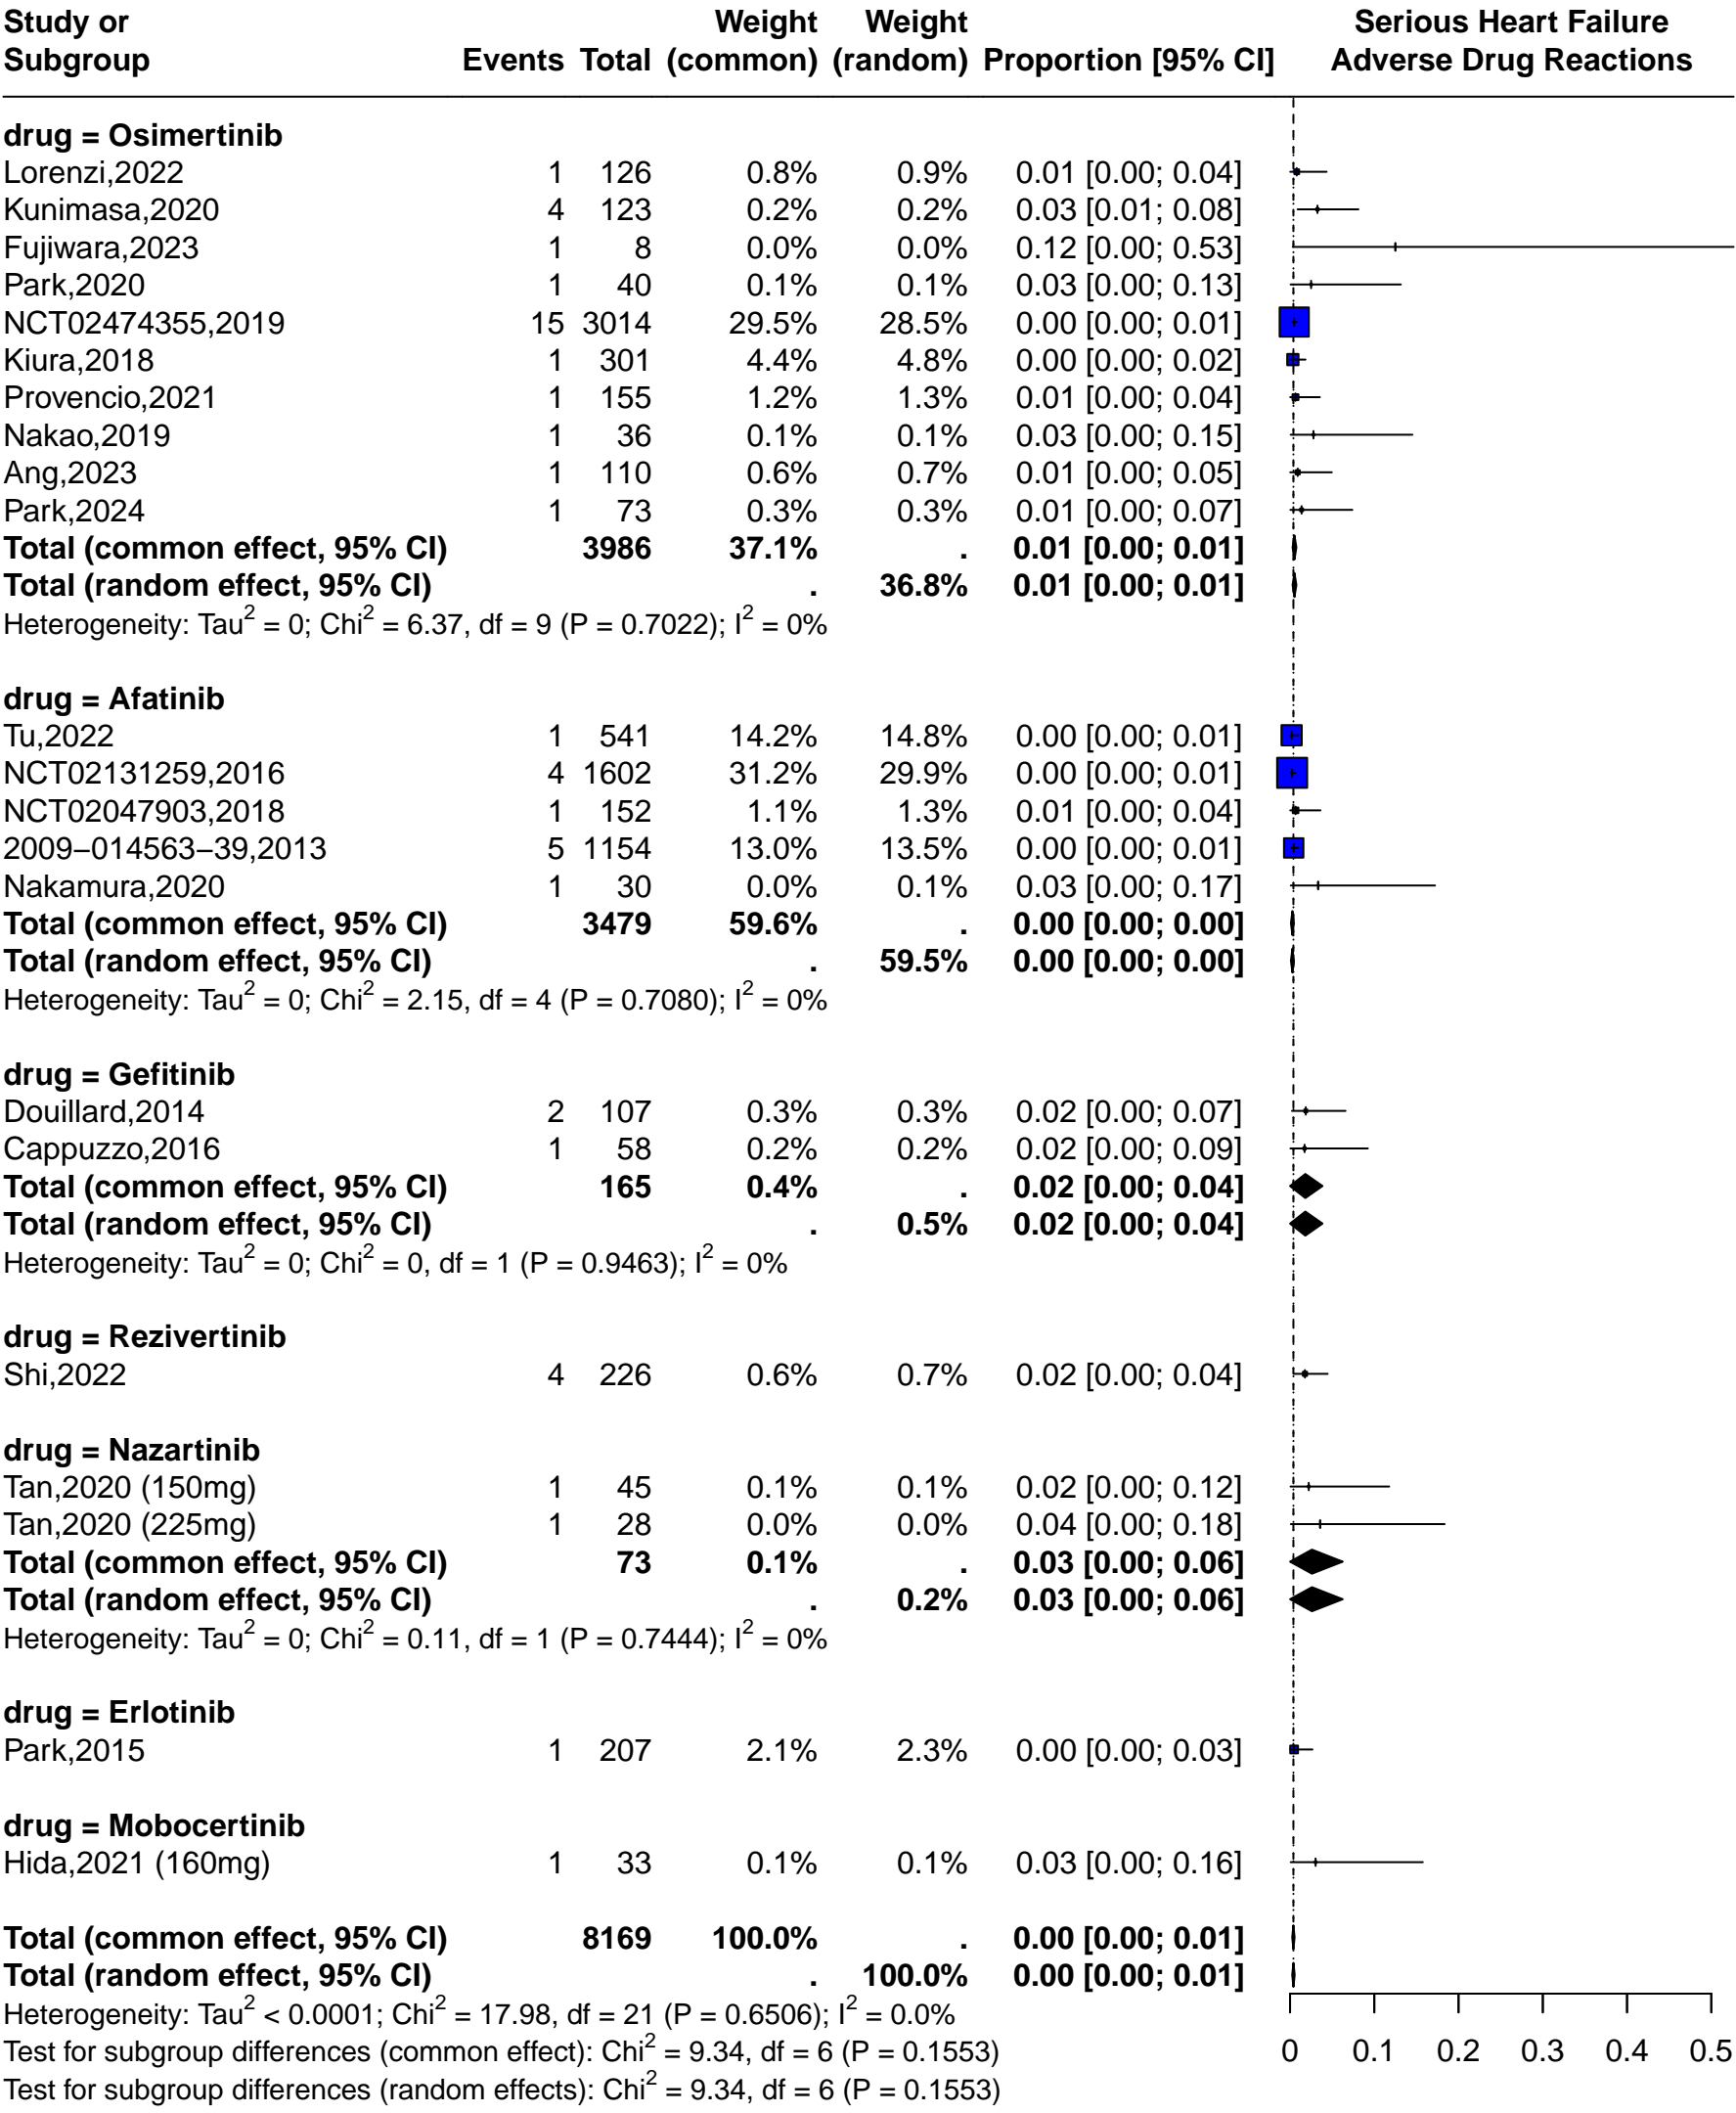 Study or Weight Weight Serious Heart Failure
Subgroup Events Total (common) (random) Proportion [95% CI] Adverse Drug Reactions
drug = Osimertinib
Lorenzi,2022 1 126 0.8% 0.9% 0.01 [0.00; 0.04]
Kunimasa,2020 4 123 0.2% 0.2% 0.03 [0.01; 0.08]
Fujiwara,2023 1 8 0.0% 0.0% 0.12 [0.00; 0.53]
Park,2020 1 40 0.1% 0.1% 0.03 [0.00; 0.13]
NCT02474355,2019 15 3014 29.5% 28.5% 0.00 [0.00; 0.01]
Kiura,2018 1 301 4.4% 4.8% 0.00 [0.00; 0.02]
Provencio,2021 1 155 1.2% 1.3% 0.01 [0.00; 0.04]
Nakao,2019 1 36 0.1% 0.1% 0.03 [0.00; 0.15]
Ang,2023 1 110 0.6% 0.7% 0.01 [0.00; 0.05]
Park,2024 1 73 0.3% 0.3% 0.01 [0.00; 0.07]
Total (common effect, 95% CI) 3986 37.1% . 0.01 [0.00; 0.01]
Total (random effect, 95% CI) . 36.8% 0.01 [0.00; 0.01]
Heterogeneity: Tau² = 0; Chi² = 6.37, df = 9 (P = 0.7022); I² = 0%
drug = Afatinib
Tu,2022 1 541 14.2% 14.8% 0.00 [0.00; 0.01]
NCT02131259,2016 4 1602 31.2% 29.9% 0.00 [0.00; 0.01]
NCT02047903,2018 1 152 1.1% 1.3% 0.01 [0.00; 0.04]
2009−014563−39,2013 5 1154 13.0% 13.5% 0.00 [0.00; 0.01]
Nakamura,2020 1 30 0.0% 0.1% 0.03 [0.00; 0.17]
Total (common effect, 95% CI) 3479 59.6% . 0.00 [0.00; 0.00]
Total (random effect, 95% CI) . 59.5% 0.00 [0.00; 0.00]
Heterogeneity: Tau² = 0; Chi² = 2.15, df = 4 (P = 0.7080); I² = 0%
drug = Gefitinib
Douillard,2014 2 107 0.3% 0.3% 0.02 [0.00; 0.07]
Cappuzzo,2016 1 58 0.2% 0.2% 0.02 [0.00; 0.09]
Total (common effect, 95% CI) 165 0.4% . 0.02 [0.00; 0.04]
Total (random effect, 95% CI) . 0.5% 0.02 [0.00; 0.04]
Heterogeneity: Tau² = 0; Chi² = 0, df = 1 (P = 0.9463); I² = 0%
drug = Rezivertinib
Shi,2022 4 226 0.6% 0.7% 0.02 [0.00; 0.04]
drug = Nazartinib
Tan,2020 (150mg) 1 45 0.1% 0.1% 0.02 [0.00; 0.12]
Tan,2020 (225mg) 1 28 0.0% 0.0% 0.04 [0.00; 0.18]
Total (common effect, 95% CI) 73 0.1% . 0.03 [0.00; 0.06]
Total (random effect, 95% CI) . 0.2% 0.03 [0.00; 0.06]
Heterogeneity: Tau² = 0; Chi² = 0.11, df = 1 (P = 0.7444); I² = 0%
drug = Erlotinib
Park,2015 1 207 2.1% 2.3% 0.00 [0.00; 0.03]
drug = Mobocertinib
Hida,2021 (160mg) 1 33 0.1% 0.1% 0.03 [0.00; 0.16]
Total (common effect, 95% CI) 8169 100.0% . 0.00 [0.00; 0.01]
Total (random effect, 95% CI) . 100.0% 0.00 [0.00; 0.01]
Heterogeneity: Tau² < 0.0001; Chi² = 17.98, df = 21 (P = 0.6506); I² = 0.0%
Test for subgroup differences (common effect): Chi² = 9.34, df = 6 (P = 0.1553) 0 0.1 0.2 0.3 0.4 0.5
Test for subgroup differences (random effects): Chi² = 9.34, df = 6 (P = 0.1553)